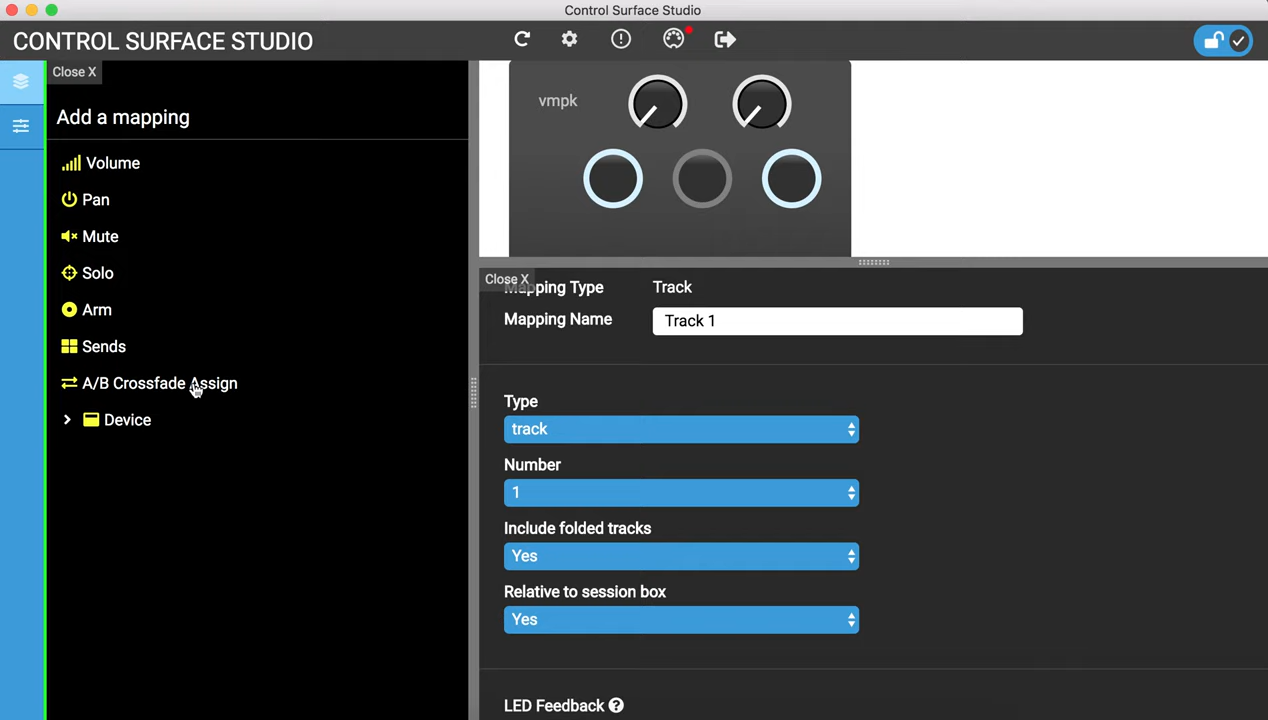 Control Surface Studio
CONTROL SURFACE STUDIO
Close X
Add a mapping
Volume
Pan
Mute
Solo
Arm
Sends
A/B Crossfade Assign
Device
vmpk
Close X
Mapping Type Track
Mapping Name Track 1
Type
track
Number
1
Include folded tracks
Yes
Relative to session box
Yes
LED Feedback ?